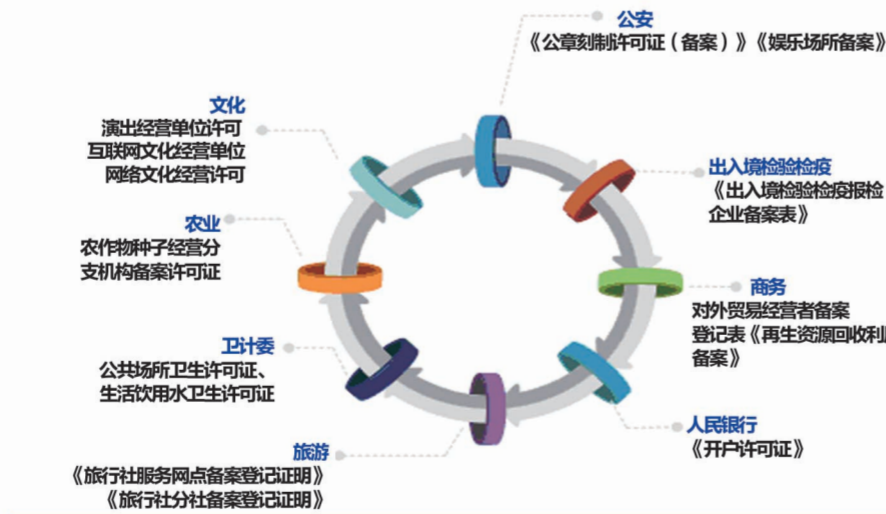 公安
《公章刻制许可证（备案）》《娱乐场所备案》
出入境检验检疫
《出入境检验检疫报检
企业备案表》
商务
对外贸易经营者备案
登记表《再生资源回收利
备案》
人民银行
《开户许可证》
旅游
《旅行社服务网点备案登记证明》
《旅行社分社备案登记证明》
卫计委
公共场所卫生许可证、
生活饮用水卫生许可证
农业
农作物种子经营分
支机构备案许可证
文化
演出经营单位许可
互联网文化经营单位
网络文化经营许可